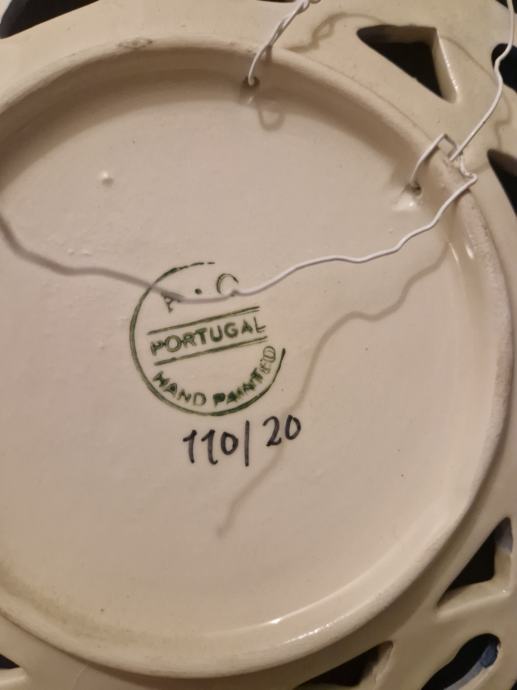 A · C
PORTUGAL
HAND PAINTED
110/20